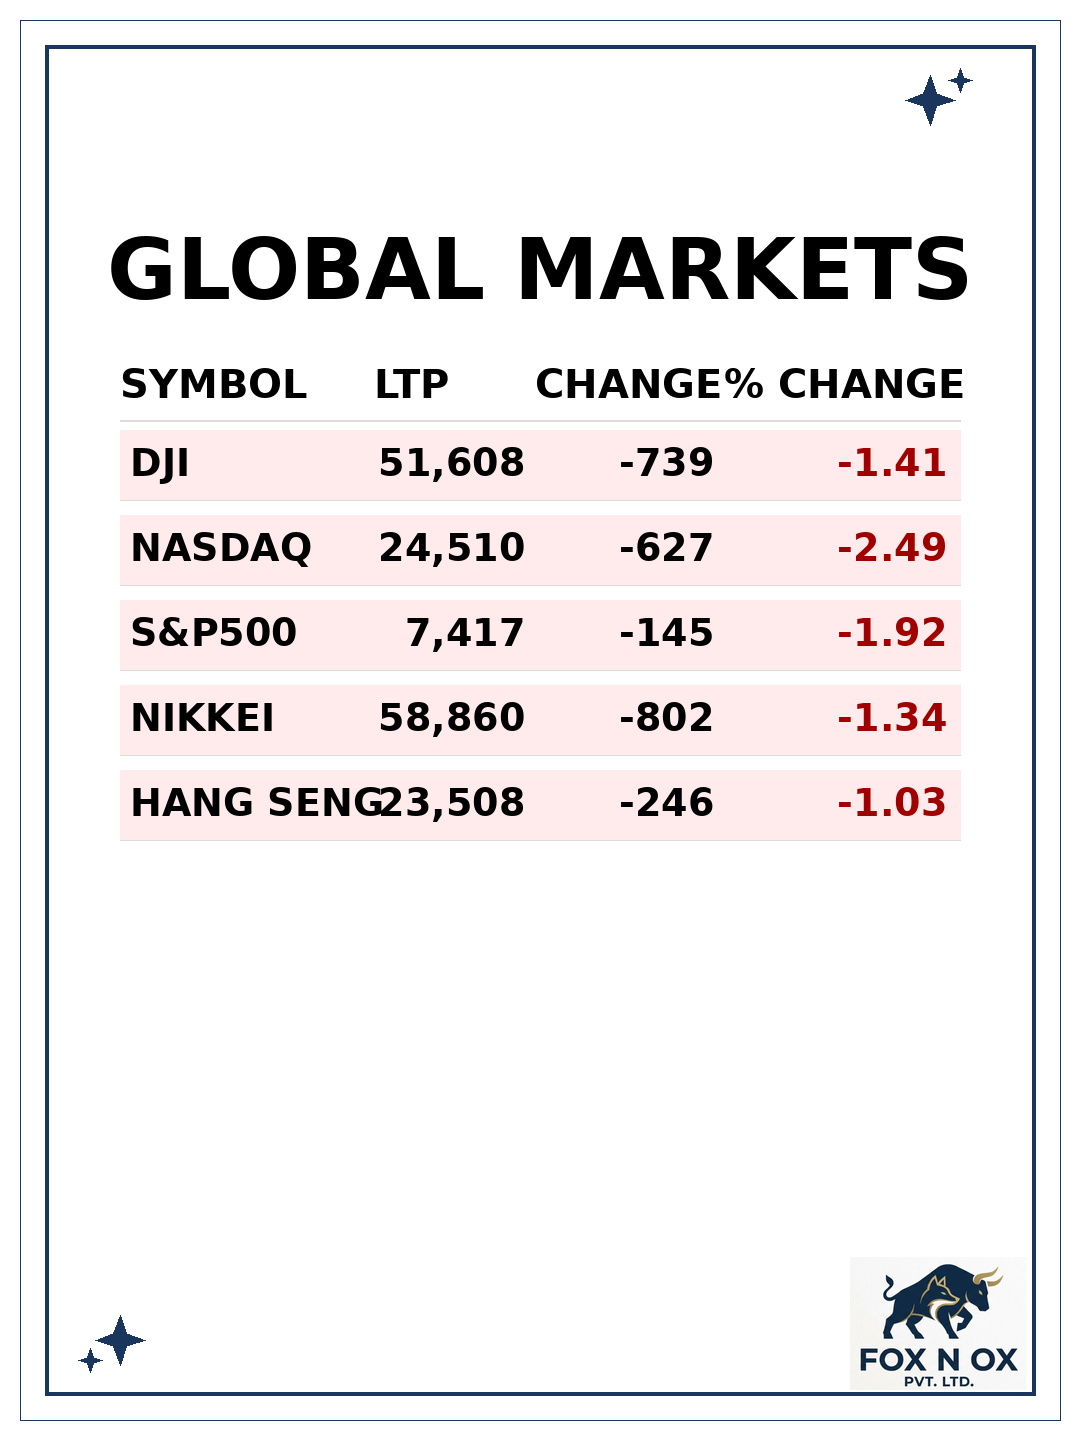 GLOBAL MARKETS
SYMBOL LTP CHANGE % CHANGE
DJI 51,608 -739 -1.41
NASDAQ 24,510 -627 -2.49
S&P500 7,417 -145 -1.92
NIKKEI 58,860 -802 -1.34
HANG SENG 23,508 -246 -1.03
FOX N OX
PVT. LTD.